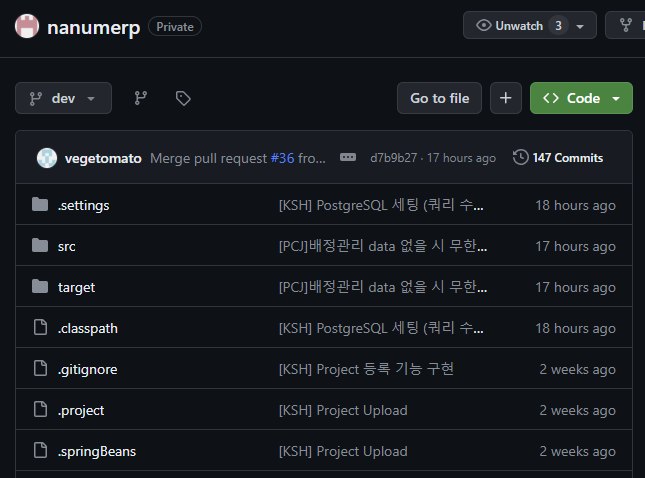 nanumerp Private Unwatch 3
dev Go to file + Code
vegetomato Merge pull request #36 fro... d7b9b27 · 17 hours ago 147 Commits
.settings [KSH] PostgreSQL 세팅 (쿼리 수... 18 hours ago
src [PCJ]배정관리 data 없을 시 무한... 17 hours ago
target [PCJ]배정관리 data 없을 시 무한... 17 hours ago
.classpath [KSH] PostgreSQL 세팅 (쿼리 수... 18 hours ago
.gitignore [KSH] Project 등록 기능 구현 2 weeks ago
.project [KSH] Project Upload 2 weeks ago
.springBeans [KSH] Project Upload 2 weeks ago